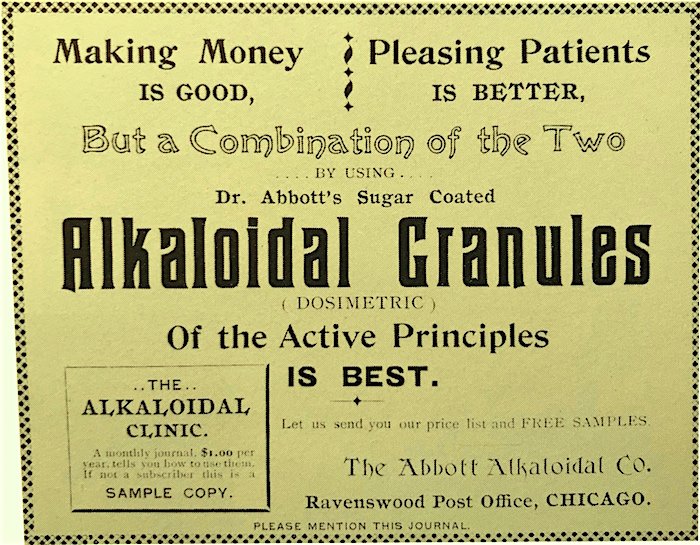 Making Money
IS GOOD,
Pleasing Patients
IS BETTER,
But a Combination of the Two
. . . . BY USING . . . .
Dr. Abbott's Sugar Coated
Alkaloidal Granules
( DOSIMETRIC )
Of the Active Principles
IS BEST.
..THE..
ALKALOIDAL
CLINIC.
A monthly journal, $1.00 per
year, tells you how to use them.
If not a subscriber this is a
SAMPLE COPY.
Let us send you our price list and FREE SAMPLES.
The Abbott Alkaloidal Co.
Ravenswood Post Office, CHICAGO.
PLEASE MENTION THIS JOURNAL.